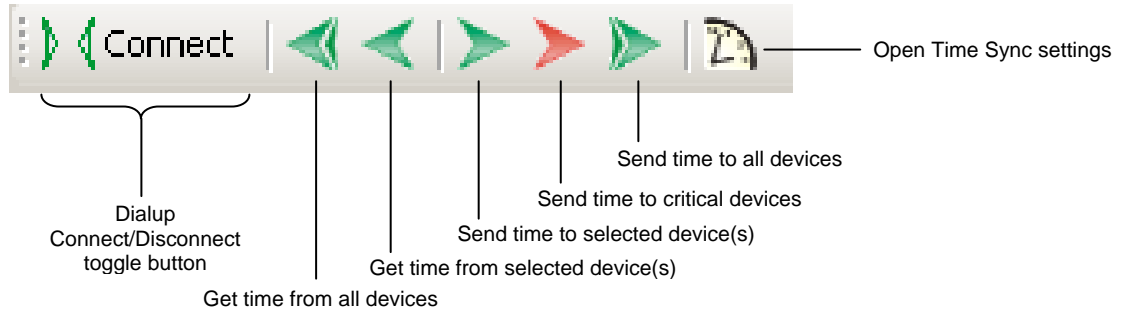 Connect
Open Time Sync settings
Send time to all devices
Send time to critical devices
Send time to selected device(s)
Get time from selected device(s)
Get time from all devices
Dialup
Connect/Disconnect
toggle button